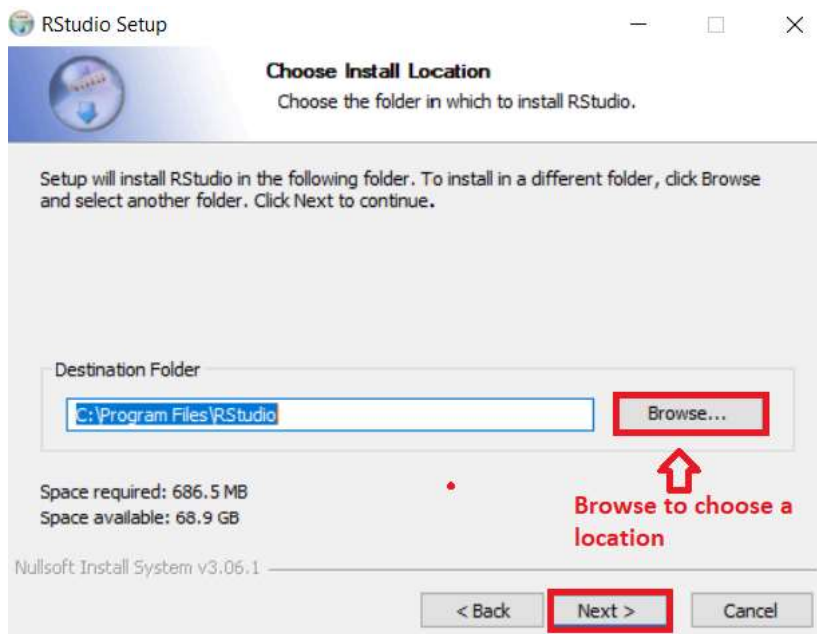 RStudio Setup
Choose Install Location
Choose the folder in which to install RStudio.
Setup will install RStudio in the following folder. To install in a different folder, click Browse
and select another folder. Click Next to continue.
Destination Folder
C:\Program Files\RStudio
Browse...
Space required: 686.5 MB
Space available: 68.9 GB
Browse to choose a
location
Nullsoft Install System v3.06.1
< Back
Next >
Cancel